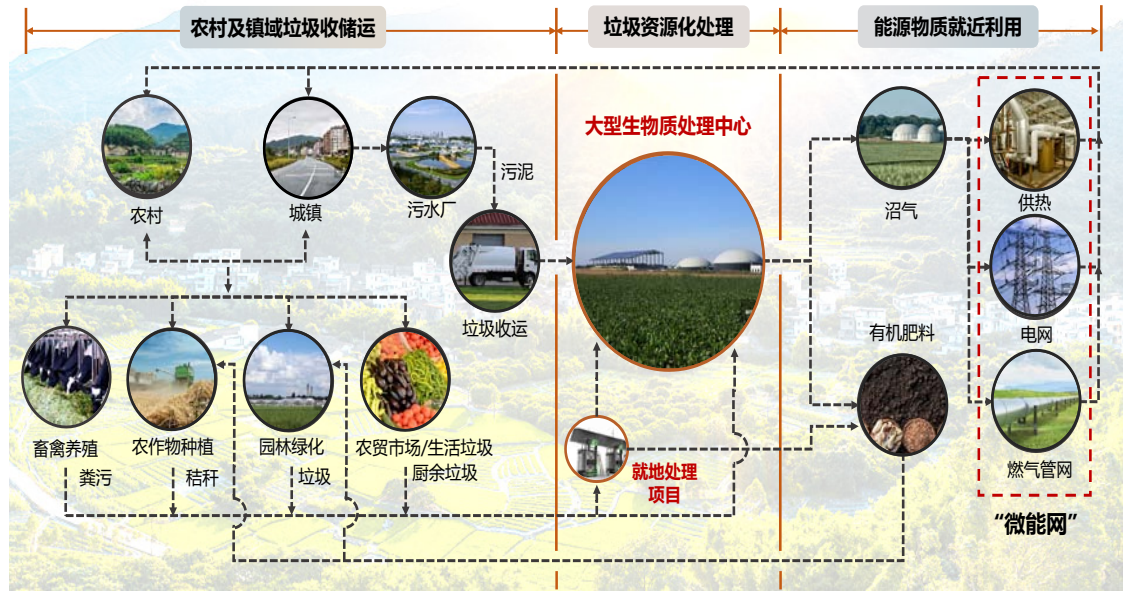 农村及镇域垃圾收储运
垃圾资源化处理
能源物质就近利用
大型生物质处理中心
农村
城镇
污水厂
污泥
垃圾收运
沼气
供热
电网
有机肥料
燃气管网
“微能网”
畜禽养殖
农作物种植
园林绿化
农贸市场/生活垃圾
粪污
秸秆
垃圾
厨余垃圾
就地处理
项目